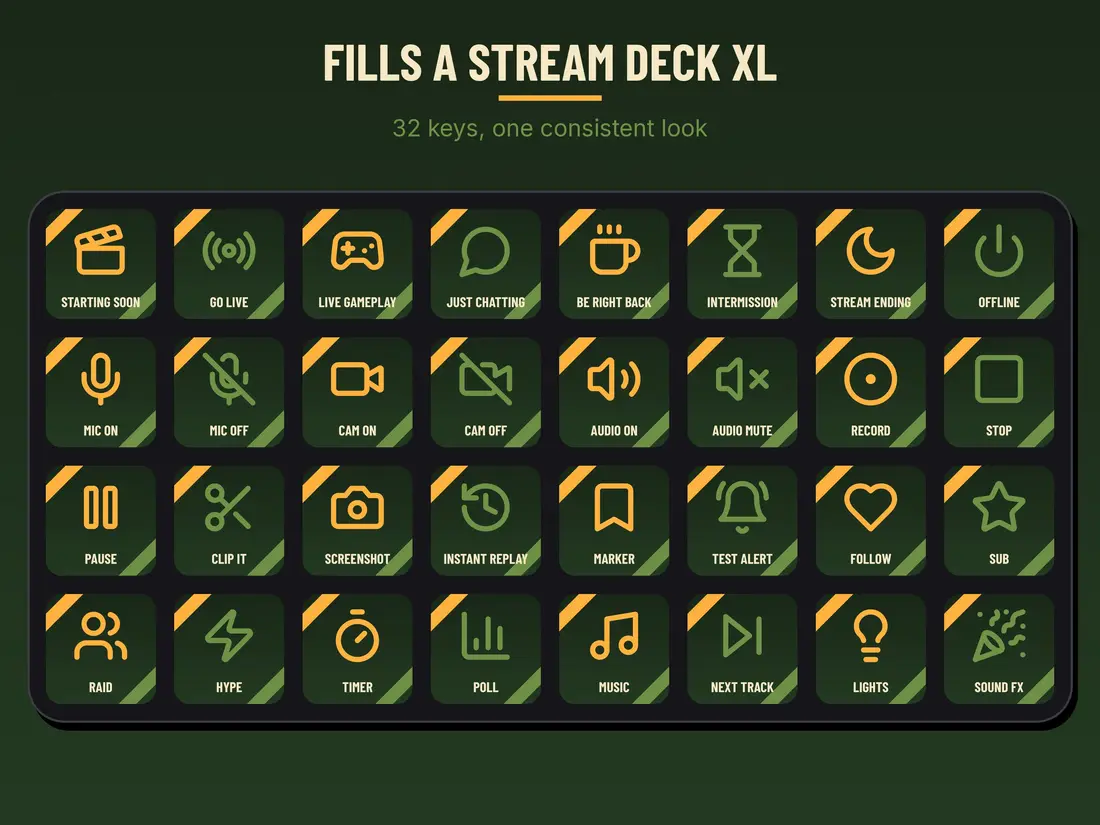 FILLS A STREAM DECK XL
32 keys, one consistent look
STARTING SOON
GO LIVE
LIVE GAMEPLAY
JUST CHATTING
BE RIGHT BACK
INTERMISSION
STREAM ENDING
OFFLINE
MIC ON
MIC OFF
CAM ON
CAM OFF
AUDIO ON
AUDIO MUTE
RECORD
STOP
PAUSE
CLIP IT
SCREENSHOT
INSTANT REPLAY
MARKER
TEST ALERT
FOLLOW
SUB
RAID
HYPE
TIMER
POLL
MUSIC
NEXT TRACK
LIGHTS
SOUND FX